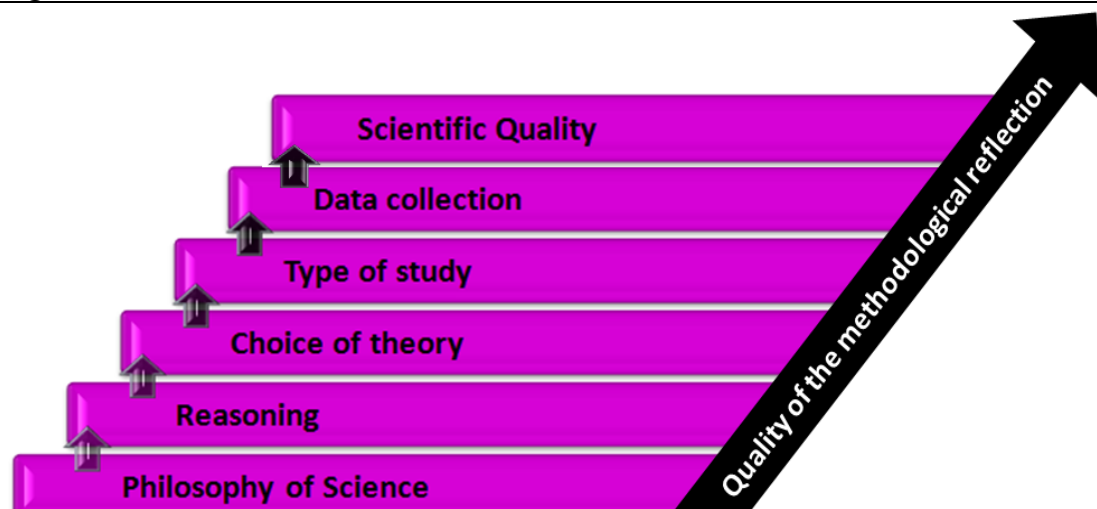 Scientific Quality
Data collection
Type of study
Choice of theory
Reasoning
Philosophy of Science
Quality of the methodological reflection